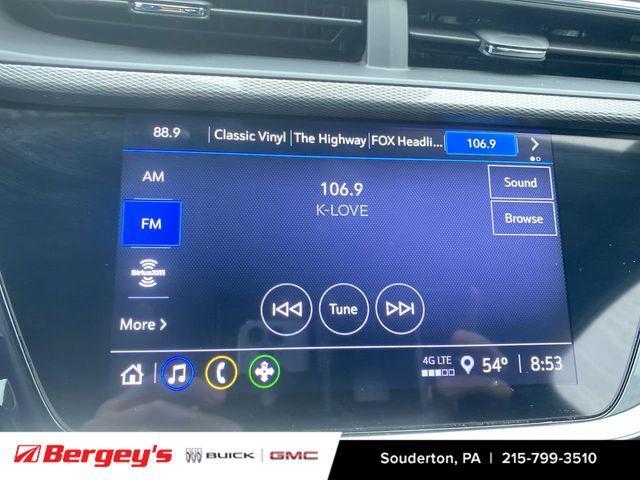 88.9 Classic Vinyl The Highway FOX Headli... 106.9
AM
106.9
Sound
K-LOVE
FM
Browse
SiriusXM
Tune
More
4G LTE 54° 8:53
Bergey's BUICK GMC Souderton, PA | 215-799-3510